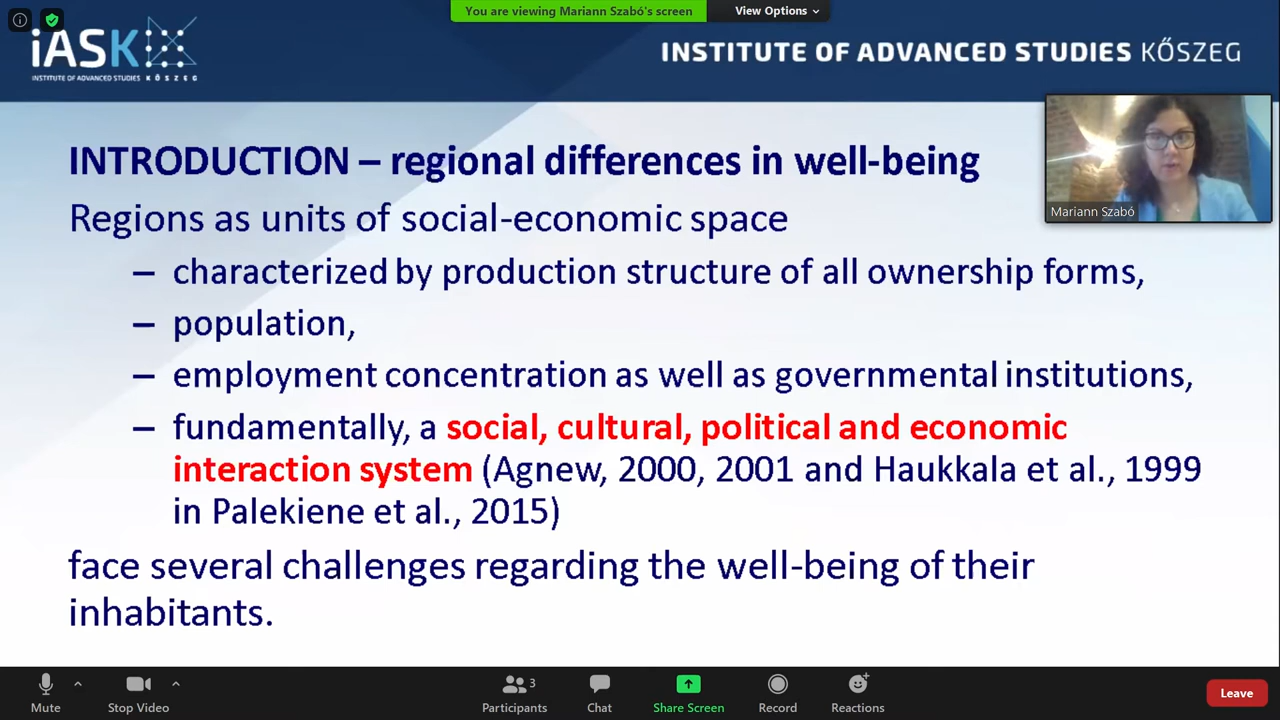 You are viewing Mariann Szabó's screen
View Options
iASK
INSTITUTE OF ADVANCED STUDIES KŐSZEG
INSTITUTE OF ADVANCED STUDIES KŐSZEG
INTRODUCTION – regional differences in well-being
Mariann Szabó
Regions as units of social-economic space
– characterized by production structure of all ownership forms,
– population,
– employment concentration as well as governmental institutions,
– fundamentally, a social, cultural, political and economic
interaction system (Agnew, 2000, 2001 and Haukkala et al., 1999
in Palekiene et al., 2015)
face several challenges regarding the well-being of their
inhabitants.
Mute
Stop Video
Participants
3
Chat
Share Screen
Record
Reactions
Leave